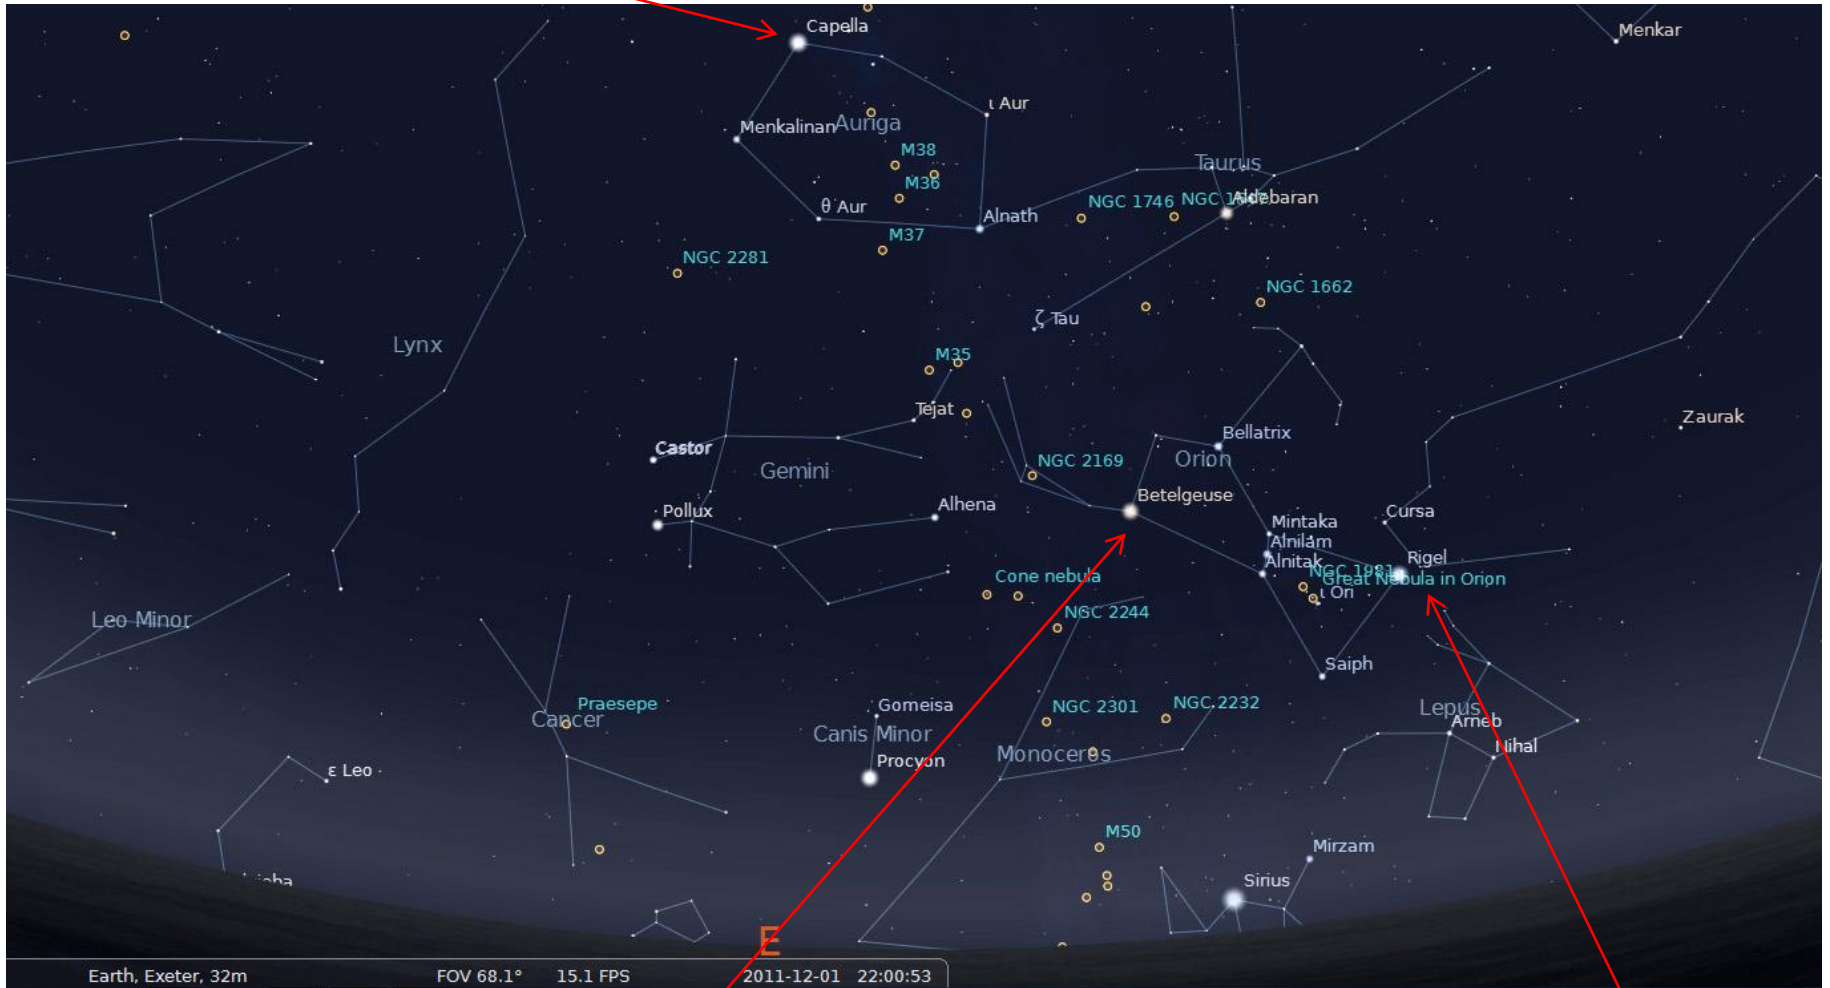 Capella
Menkar
ι Aur
Menkalinan
Auriga
M38
Taurus
M36
Aldebaran
θ Aur
NGC 1746
Alnath
M37
NGC 2281
NGC 1662
ζ Tau
Lynx
M35
Tejat
Zaurak
Bellatrix
Castor
Orion
NGC 2169
Gemini
Betelgeuse
Alhena
Pollux
Cursa
Mintaka
Alnilam
Rigel
Alnitak
NGC 1981
Cone nebula
Great Nebula in Orion
ι Ori
NGC 2244
Leo Minor
Saiph
Praesepe
Gomeisa
NGC 2301
NGC 2232
Lepus
Cancer
Arneb
Canis Minor
Nihal
Monoceros
Procyon
ε Leo
M50
Mirzam
Sirius
E
Earth, Exeter, 32m
FOV 68.1°
15.1 FPS
2011-12-01 22:00:53